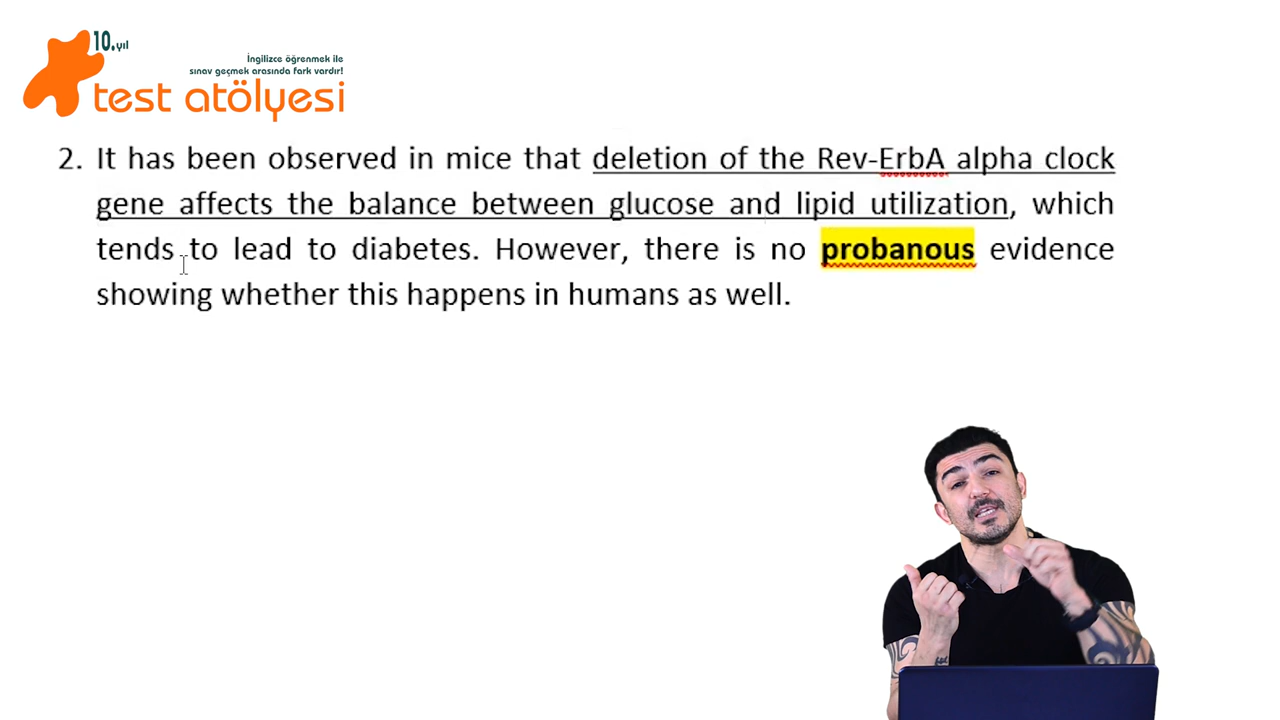 10.yıl
İngilizce öğrenmek ile
sınav geçmek arasında fark vardır!
test atölyesi
2. It has been observed in mice that deletion of the Rev-ErbA alpha clock
gene affects the balance between glucose and lipid utilization, which
tends to lead to diabetes. However, there is no probanous evidence
showing whether this happens in humans as well.